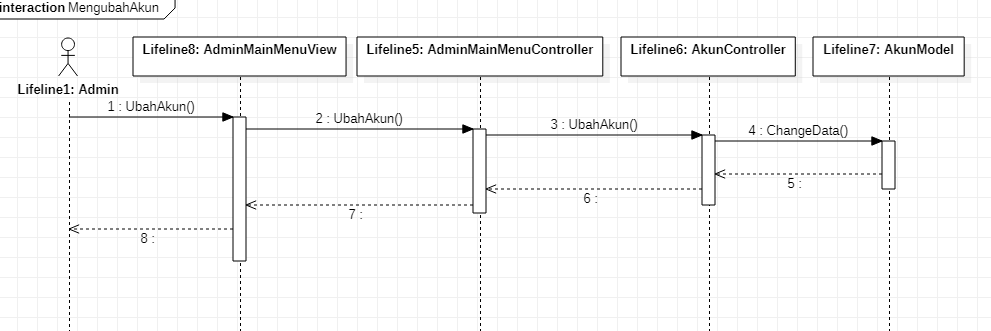 interaction MengubahAkun
Lifeline8: AdminMainMenuView
Lifeline5: AdminMainMenuController
Lifeline6: AkunController
Lifeline7: AkunModel
Lifeline1: Admin
1 : UbahAkun()
2 : UbahAkun()
3 : UbahAkun()
4 : ChangeData()
5 :
6 :
7 :
8 :